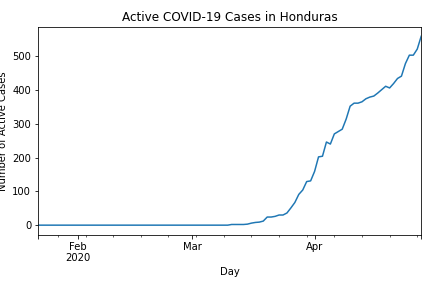 Active COVID-19 Cases in Honduras
Number of Active Cases
500
400
300
200
100
0
Feb
2020
Mar
Apr
Day